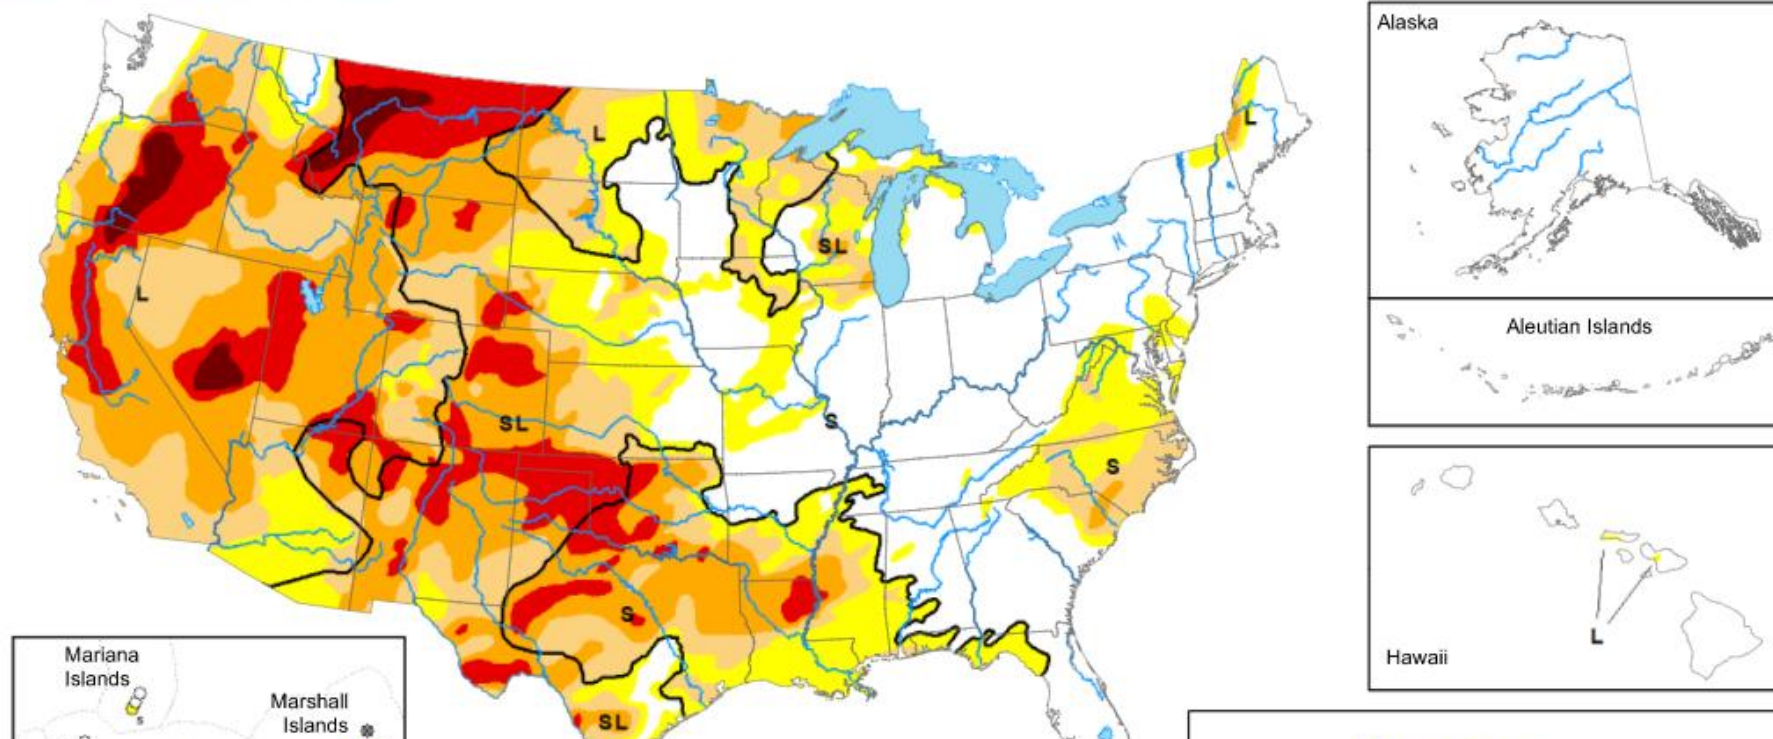 Alaska
L
L
SL
L
Aleutian Islands
SL
S
S
L
Hawaii
S
Mariana
Islands
S
Marshall
Islands
SL